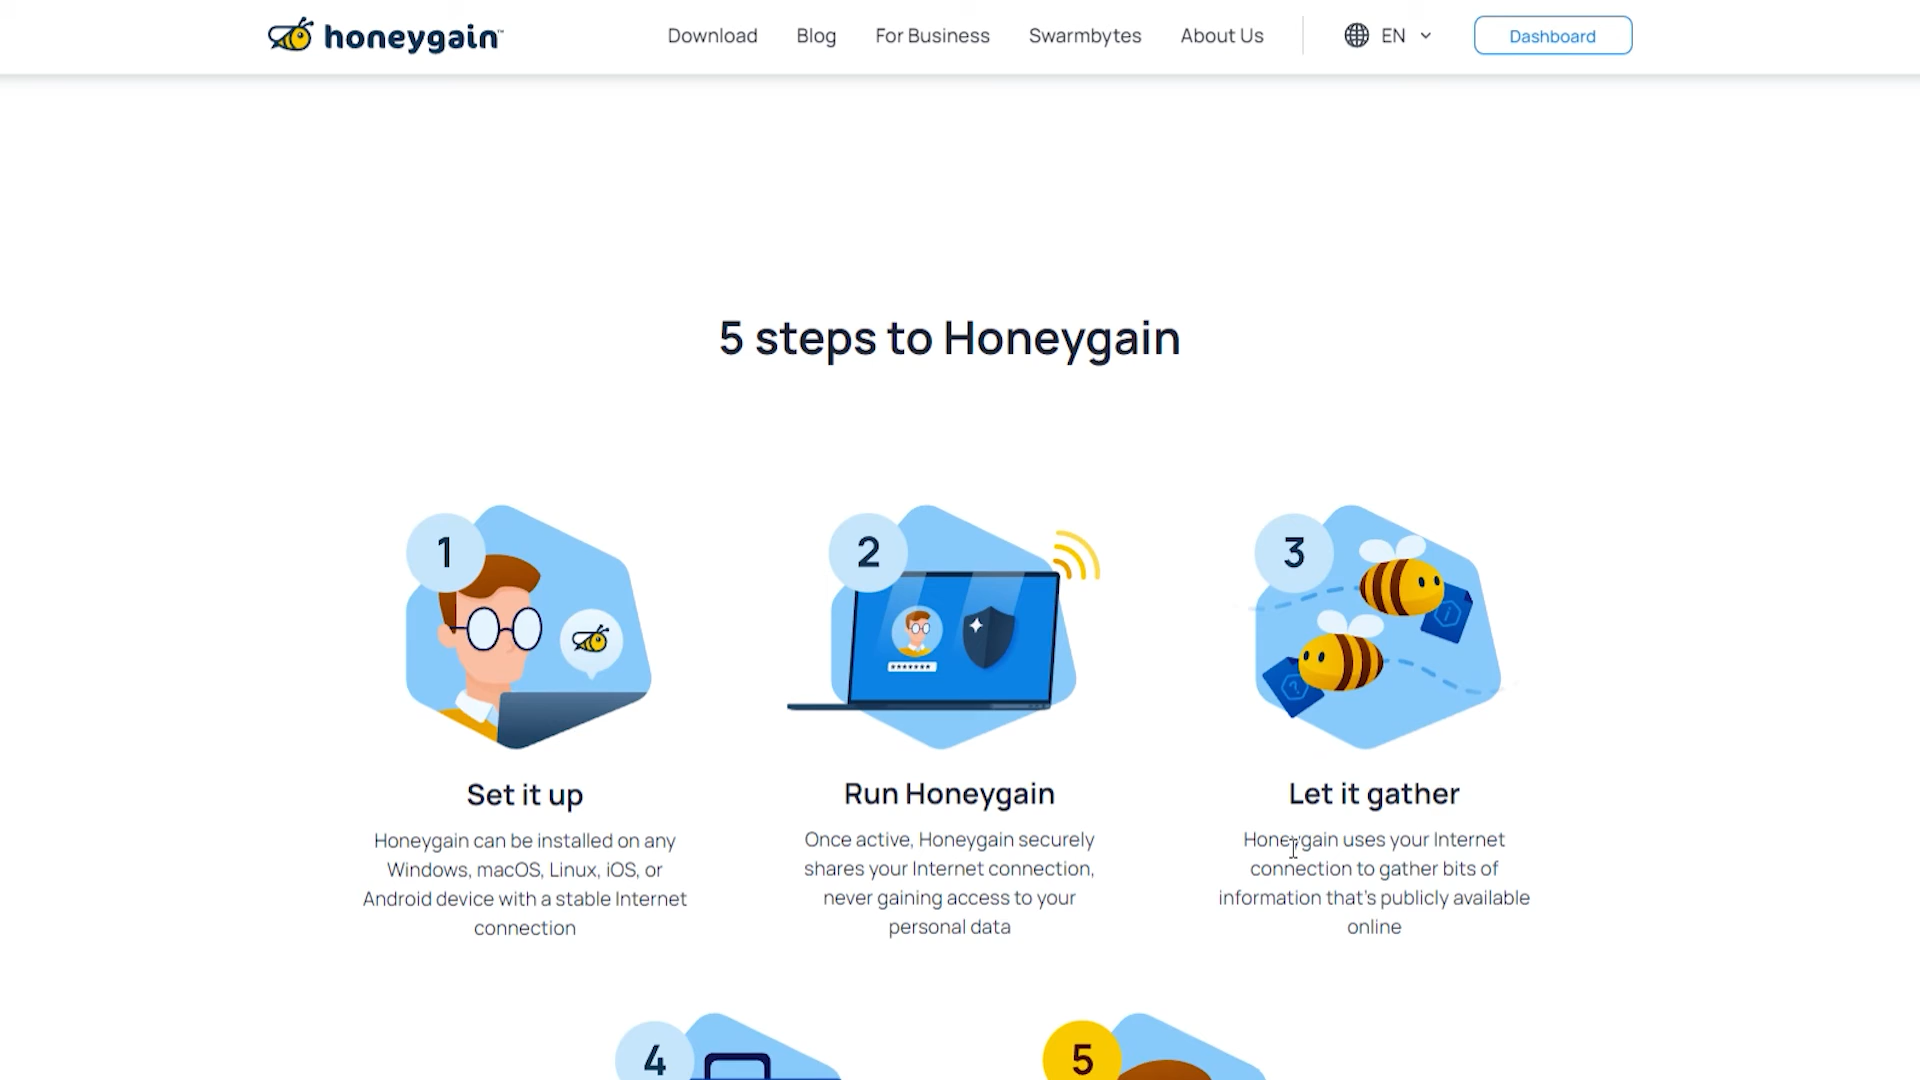 honeygain™
Download Blog For Business Swarmbytes About Us EN Dashboard
5 steps to Honeygain
1
2
3
*******
Set it up
Run Honeygain
Let it gather
Honeygain can be installed on any
Windows, macOS, Linux, iOS, or
Android device with a stable Internet
connection
Once active, Honeygain securely
shares your Internet connection,
never gaining access to your
personal data
Honeygain uses your Internet
connection to gather bits of
information that's publicly available
online
4
5